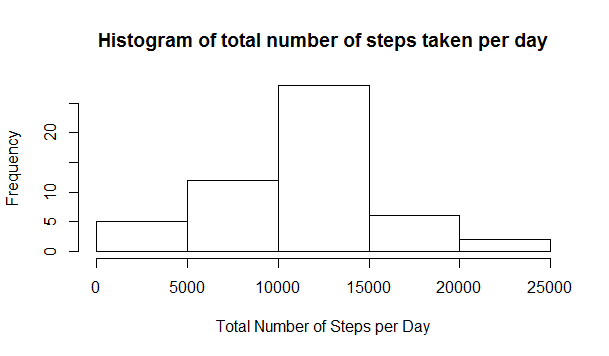 Histogram of total number of steps taken per day
Frequency
20
10
5
0
0 5000 10000 15000 20000 25000
Total Number of Steps per Day